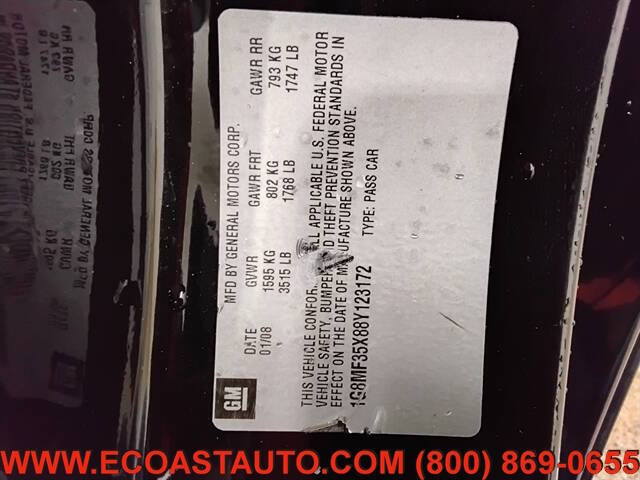 GM
MFD BY GENERAL MOTORS CORP.
DATE GVWR GAWR FRT GAWR RR
01/08 1595 KG 802 KG 793 KG
3515 LB 1768 LB 1747 LB
THIS VEHICLE CONFOR ALL APPLICABLE U.S. FEDERAL MOTOR
VEHICLE SAFETY, BUMPE D THEFT PREVENTION STANDARDS IN
EFFECT ON THE DATE OF MANUFACTURE SHOWN ABOVE.
1G8MF35X88Y123172 TYPE: PASS CAR
WWW.ECOASTAUTO.COM (800) 869-0655